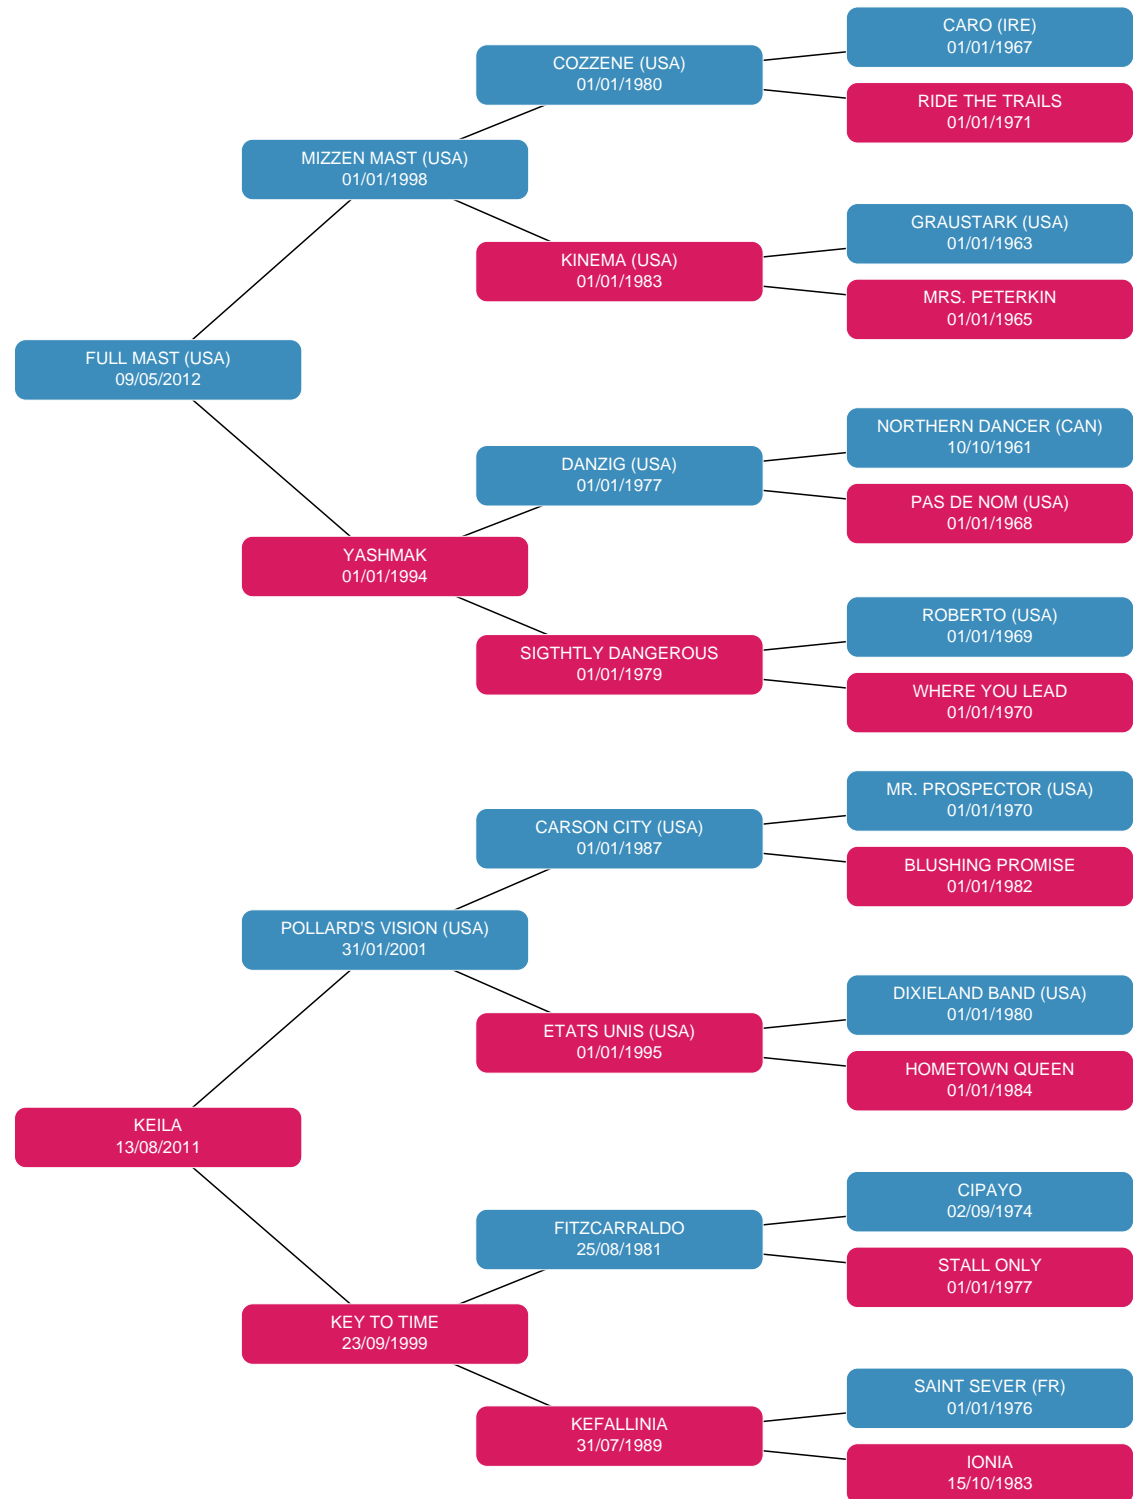 CARO (IRE)
01/01/1967
COZZENE (USA)
01/01/1980
RIDE THE TRAILS
01/01/1971
MIZZEN MAST (USA)
01/01/1998
GRAUSTARK (USA)
01/01/1963
KINEMA (USA)
01/01/1983
MRS. PETERKIN
01/01/1965
FULL MAST (USA)
09/05/2012
NORTHERN DANCER (CAN)
10/10/1961
DANZIG (USA)
01/01/1977
PAS DE NOM (USA)
01/01/1968
YASHMAK
01/01/1994
ROBERTO (USA)
01/01/1969
SIGTHTLY DANGEROUS
01/01/1979
WHERE YOU LEAD
01/01/1970
MR. PROSPECTOR (USA)
01/01/1970
CARSON CITY (USA)
01/01/1987
BLUSHING PROMISE
01/01/1982
POLLARD'S VISION (USA)
31/01/2001
DIXIELAND BAND (USA)
01/01/1980
ETATS UNIS (USA)
01/01/1995
HOMETOWN QUEEN
01/01/1984
KEILA
13/08/2011
CIPAYO
02/09/1974
FITZCARRALDO
25/08/1981
STALL ONLY
01/01/1977
KEY TO TIME
23/09/1999
SAINT SEVER (FR)
01/01/1976
KEFALLINIA
31/07/1989
IONIA
15/10/1983